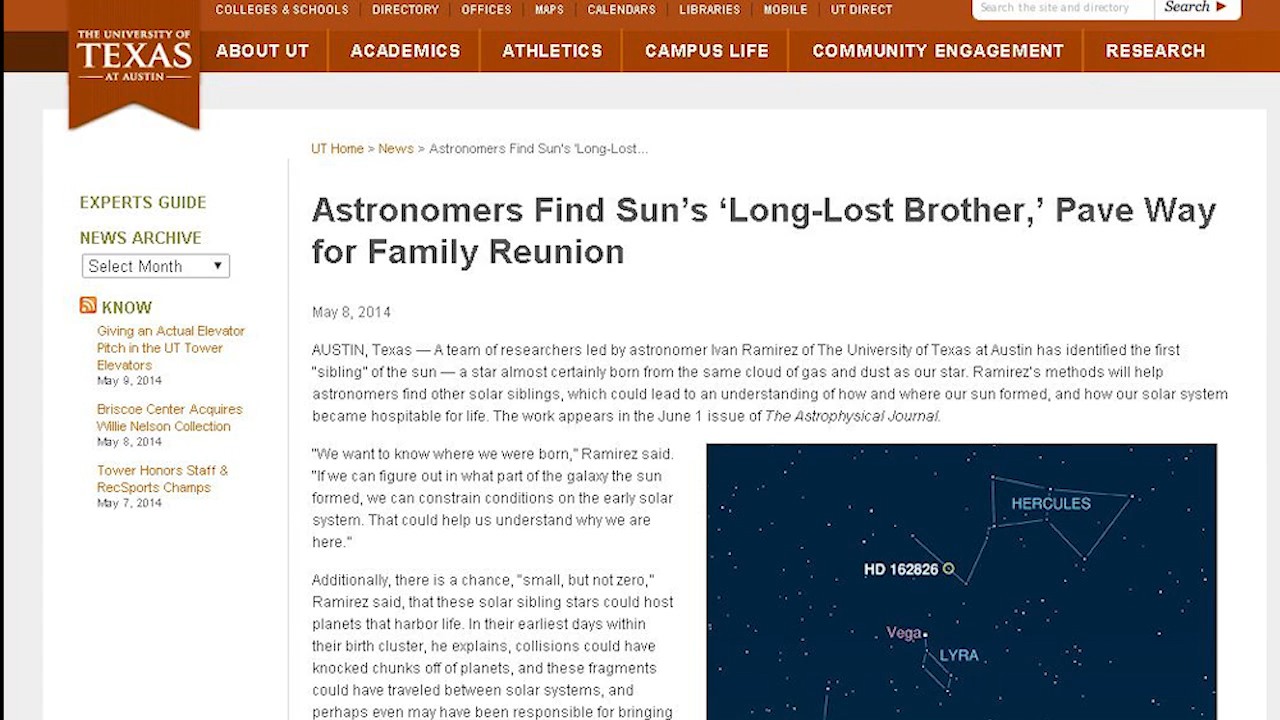 COLLEGES & SCHOOLS DIRECTORY OFFICES MAPS CALENDARS LIBRARIES MOBILE UT DIRECT
Search the site and directory Search
THE UNIVERSITY OF
TEXAS
AT AUSTIN
ABOUT UT ACADEMICS ATHLETICS CAMPUS LIFE COMMUNITY ENGAGEMENT RESEARCH
EXPERTS GUIDE
NEWS ARCHIVE
Select Month
KNOW
Giving an Actual Elevator
Pitch in the UT Tower
Elevators
May 9, 2014
Briscoe Center Acquires
Willie Nelson Collection
May 8, 2014
Tower Honors Staff &
RecSports Champs
May 7, 2014
UT Home > News > Astronomers Find Sun's 'Long-Lost...
Astronomers Find Sun’s ‘Long-Lost Brother,’ Pave Way
for Family Reunion
May 8, 2014
AUSTIN, Texas — A team of researchers led by astronomer Ivan Ramirez of The University of Texas at Austin has identified the first
"sibling" of the sun — a star almost certainly born from the same cloud of gas and dust as our star. Ramirez's methods will help
astronomers find other solar siblings, which could lead to an understanding of how and where our sun formed, and how our solar system
became hospitable for life. The work appears in the June 1 issue of The Astrophysical Journal.
"We want to know where we were born," Ramirez said.
"If we can figure out in what part of the galaxy the sun
formed, we can constrain conditions on the early solar
system. That could help us understand why we are
here."
Additionally, there is a chance, "small, but not zero,"
Ramirez said, that these solar sibling stars could host
planets that harbor life. In their earliest days within
their birth cluster, he explains, collisions could have
knocked chunks off of planets, and these fragments
could have traveled between solar systems, and
perhaps even may have been responsible for bringing
HERCULES
HD 162826
Vega
LYRA